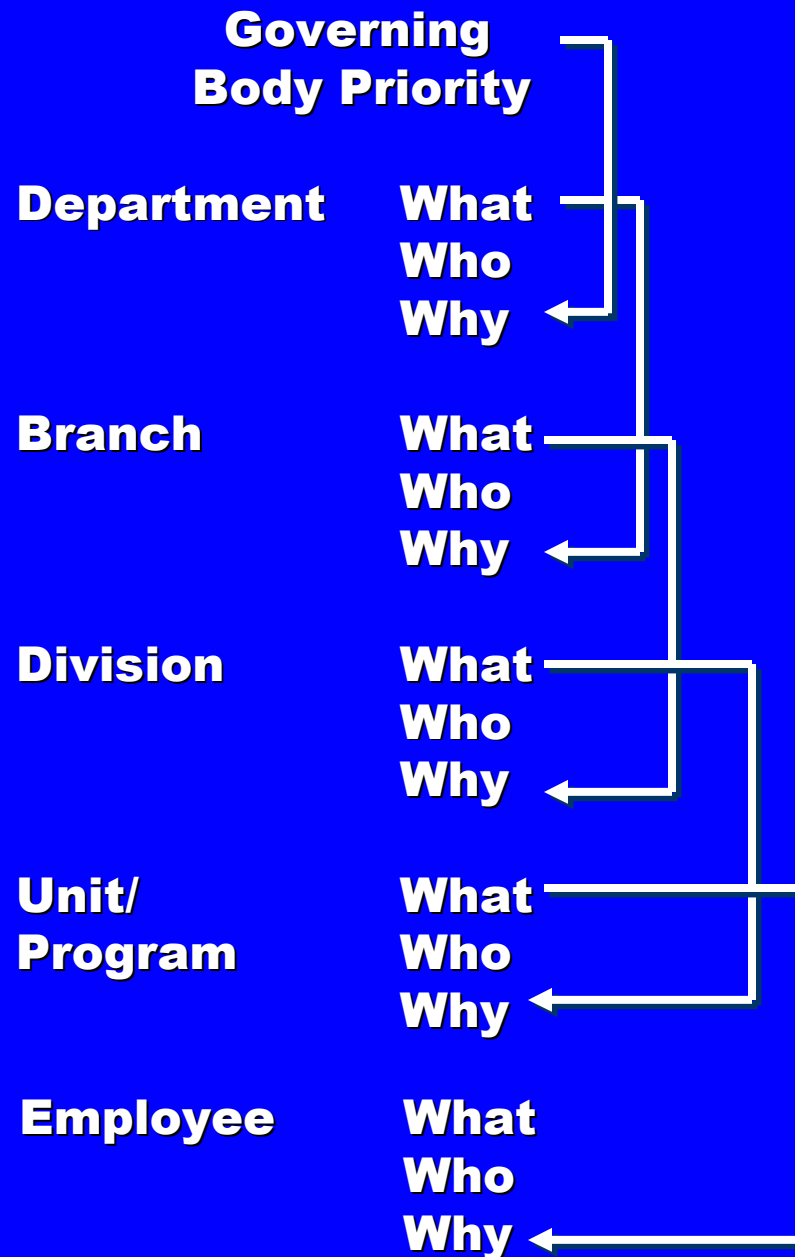 Governing
Body Priority
Department What
Who
Why
Branch What
Who
Why
Division What
Who
Why
Unit/ What
Program Who
Why
Employee What
Who
Why